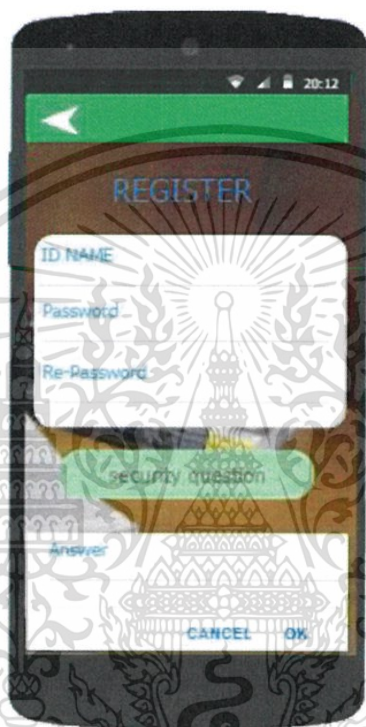 20:12
REGISTER
ID NAME
Password
Re-Password
security question
Answer
CANCEL OK